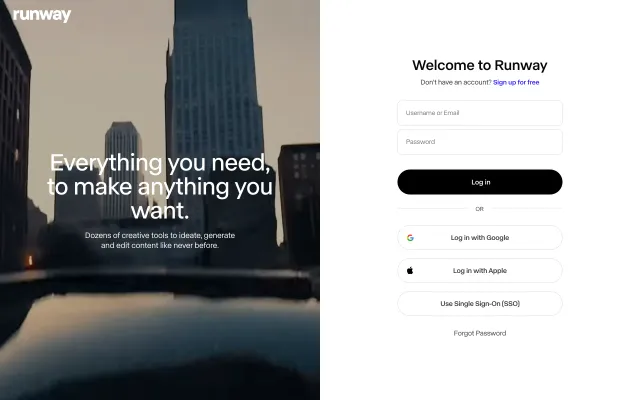 runway
Everything you need,
to make anything you
want.
Dozens of creative tools to ideate, generate
and edit content like never before.
Welcome to Runway
Don't have an account? Sign up for free
Username or Email
Password
Log in
OR
Log in with Google
Log in with Apple
Use Single Sign-On (SSO)
Forgot Password